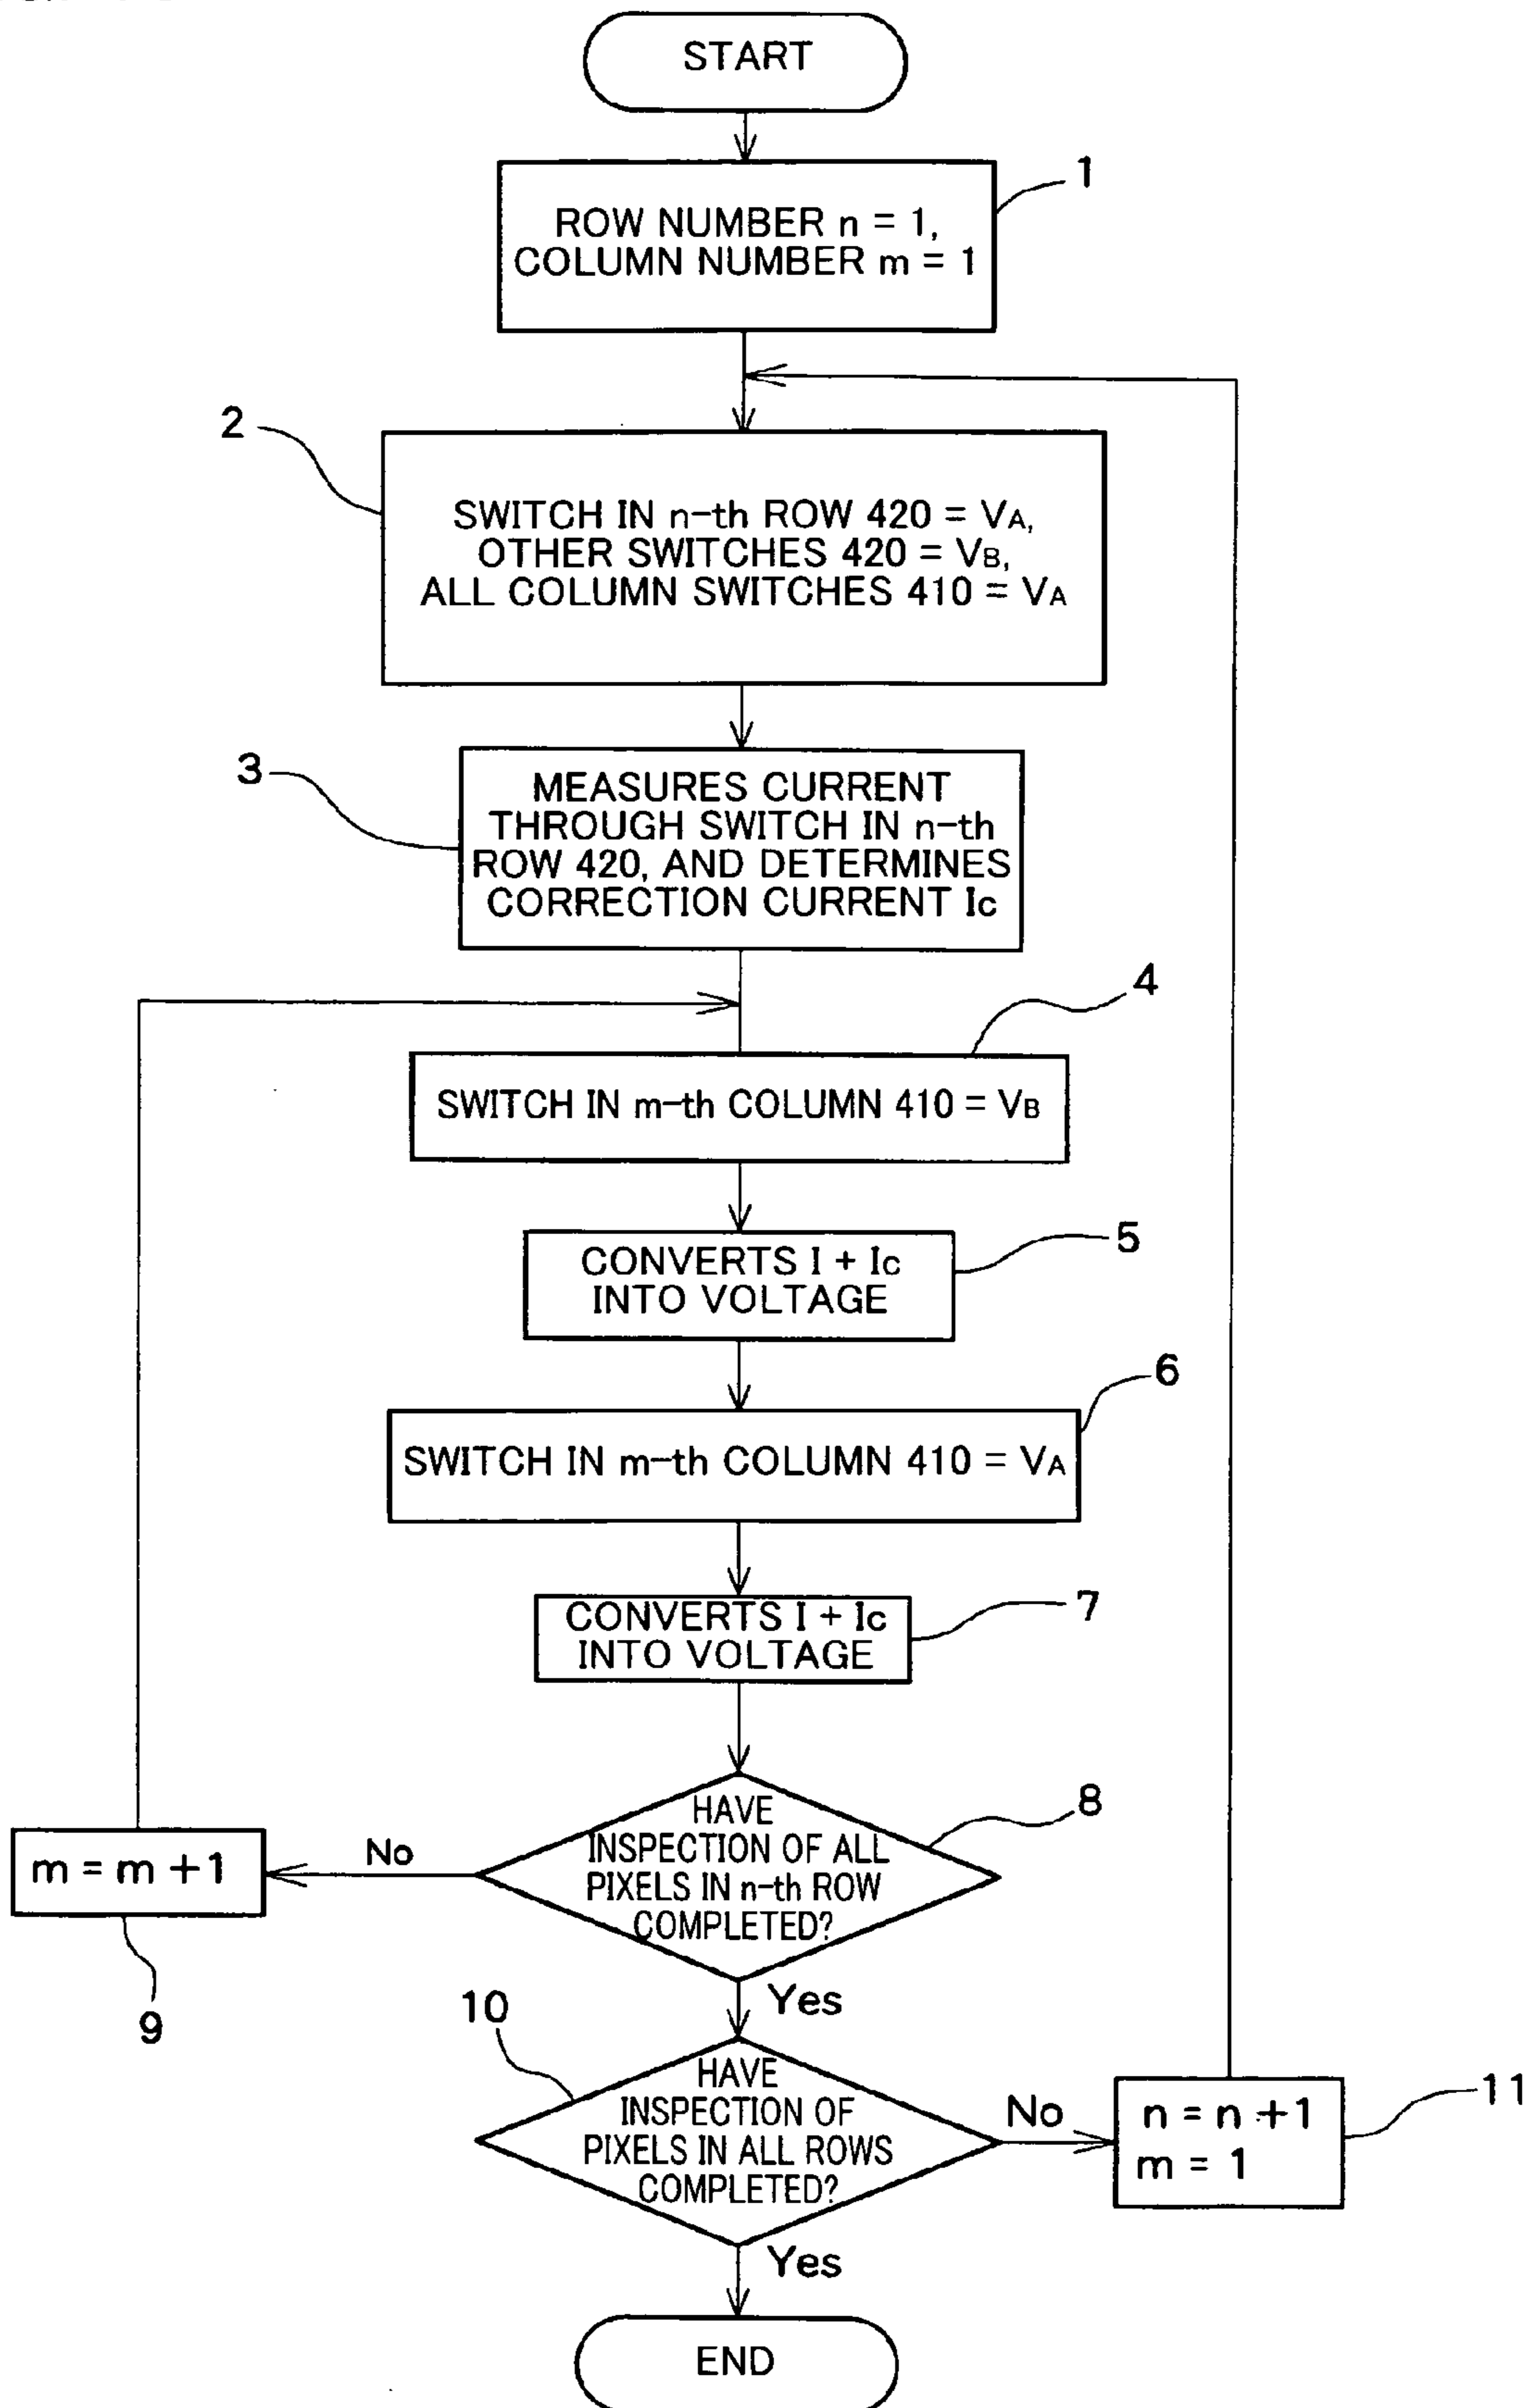 START
1
ROW NUMBER n = 1,
COLUMN NUMBER m = 1
2
SWITCH IN n-th ROW 420 = VA,
OTHER SWITCHES 420 = VB,
ALL COLUMN SWITCHES 410 = VA
3
MEASURES CURRENT
THROUGH SWITCH IN n-th
ROW 420, AND DETERMINES
CORRECTION CURRENT Ic
4
SWITCH IN m-th COLUMN 410 = VB
5
CONVERTS I + Ic
INTO VOLTAGE
6
SWITCH IN m-th COLUMN 410 = VA
7
CONVERTS I + Ic
INTO VOLTAGE
8
HAVE
INSPECTION OF ALL
PIXELS IN n-th ROW
COMPLETED?
No
m = m +1
9
Yes
10
HAVE
INSPECTION OF
PIXELS IN ALL ROWS
COMPLETED?
No
n = n +1
m = 1
11
Yes
END